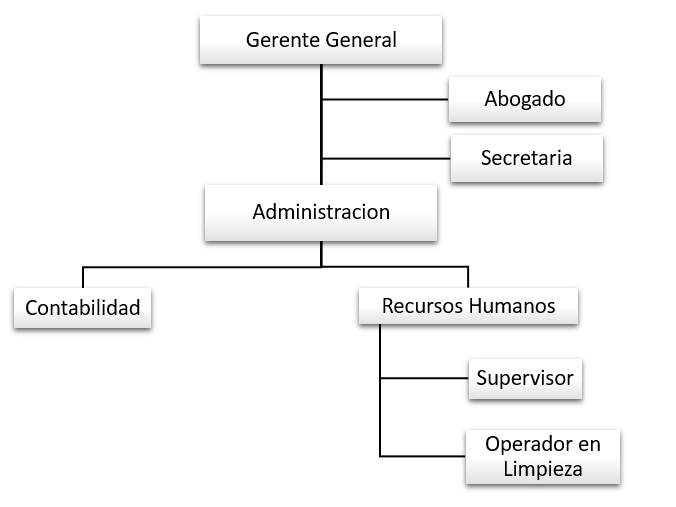 Gerente General
Abogado
Secretaria
Administracion
Contabilidad
Recursos Humanos
Supervisor
Operador en
Limpieza